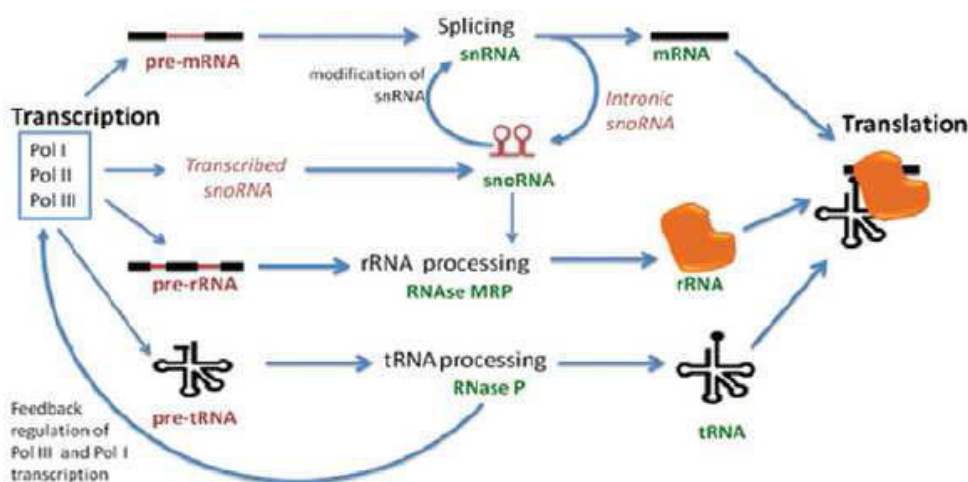 Splicing
snRNA
pre-mRNA
mRNA
modification of
snRNA
Intronic
snoRNA
Transcription
Pol I
Pol II
Pol III
Transcribed
snoRNA
snoRNA
Translation
pre-rRNA
rRNA processing
RNAse MRP
rRNA
pre-tRNA
tRNA processing
RNase P
tRNA
Feedback
regulation of
Pol III and Pol I
transcription